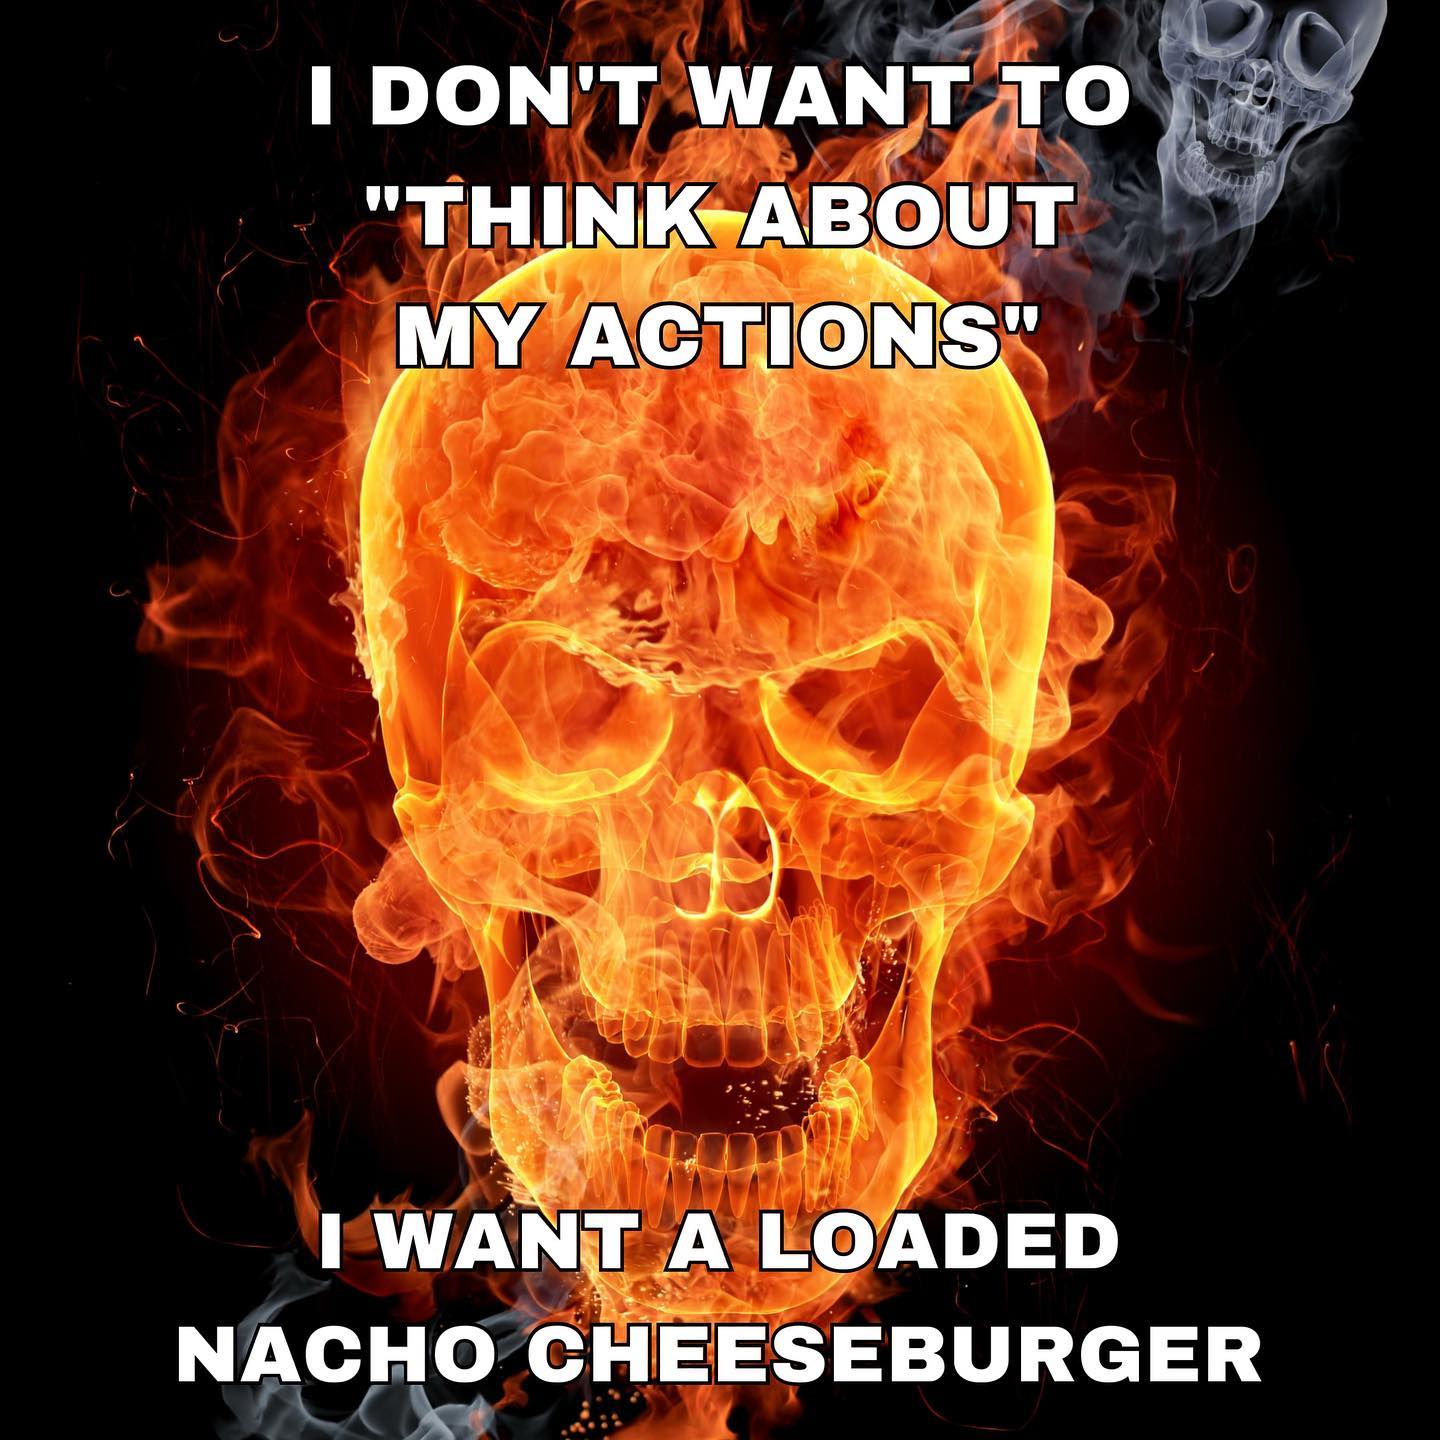 I DON'T WANT TO
"THINK ABOUT
MY ACTIONS"
I WANT A LOADED
NACHO CHEESEBURGER